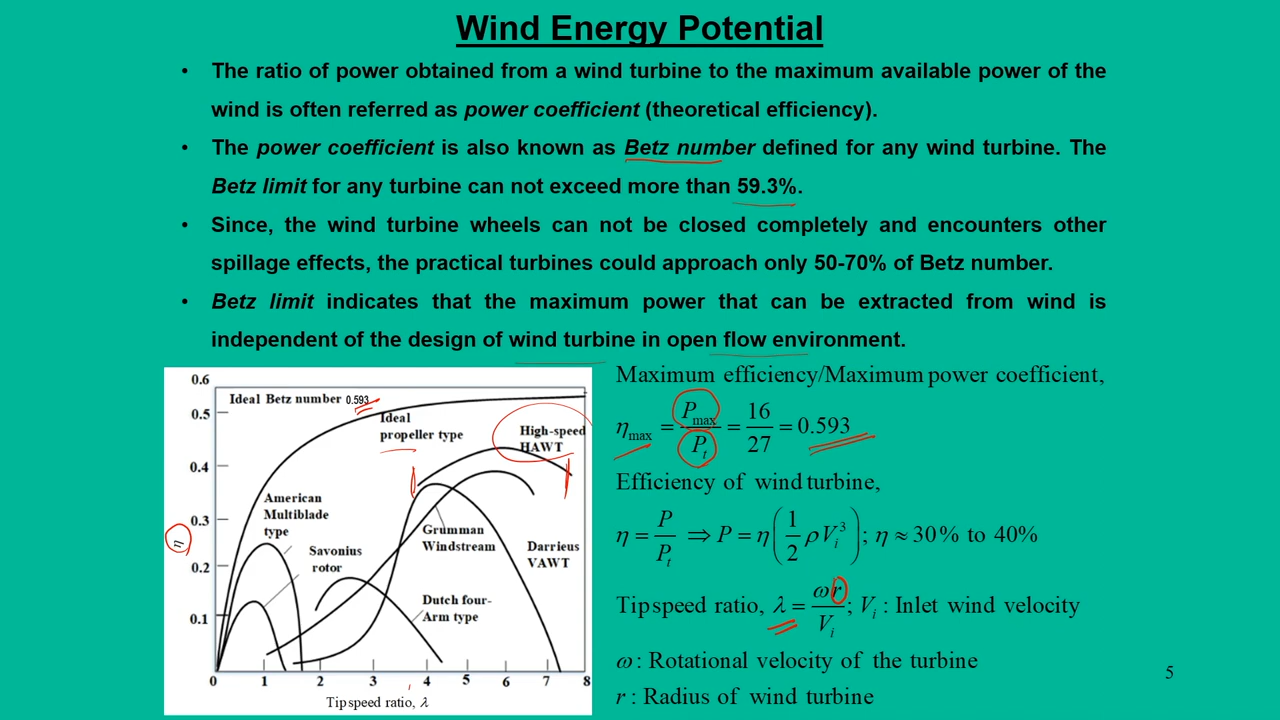 Wind Energy Potential
• The ratio of power obtained from a wind turbine to the maximum available power of the
wind is often referred as power coefficient (theoretical efficiency).
• The power coefficient is also known as Betz number defined for any wind turbine. The
Betz limit for any turbine can not exceed more than 59.3%.
• Since, the wind turbine wheels can not be closed completely and encounters other
spillage effects, the practical turbines could approach only 50-70% of Betz number.
• Betz limit indicates that the maximum power that can be extracted from wind is
independent of the design of wind turbine in open flow environment.
0.6
0.5
0.4
0.3
0.2
0.1
η
Ideal Betz number 0.593
Ideal
propeller type
High-speed
HAWT
American
Multiblade
type
Savonius
rotor
Grumman
Windstream
Darrieus
VAWT
Dutch four-
Arm type
0 1 2 3 4 5 6 7 8
Tip speed ratio, λ
Maximum efficiency/Maximum power coefficient,
η_max = P_max / P_t = 16/27 = 0.593
Efficiency of wind turbine,
η = P/P_t ⇒ P = η(1/2 ρ V_i^3); η ≈ 30% to 40%
Tip speed ratio, λ = ωr/V_i; V_i : Inlet wind velocity
ω : Rotational velocity of the turbine
r : Radius of wind turbine
5